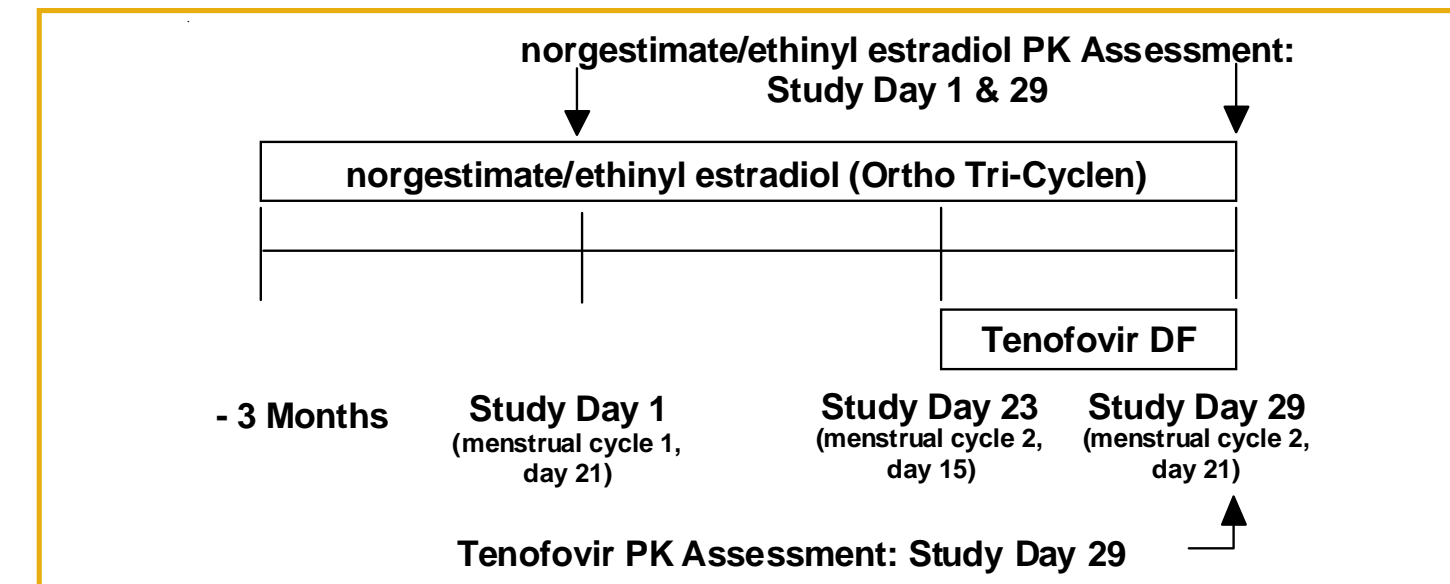 norgestimate/ethinyl estradiol PK Assessment:
Study Day 1 & 29
norgestimate/ethinyl estradiol (Ortho Tri-Cyclen)
Tenofovir DF
- 3 Months
Study Day 1
(menstrual cycle 1,
day 21)
Study Day 23
(menstrual cycle 2,
day 15)
Study Day 29
(menstrual cycle 2,
day 21)
Tenofovir PK Assessment: Study Day 29